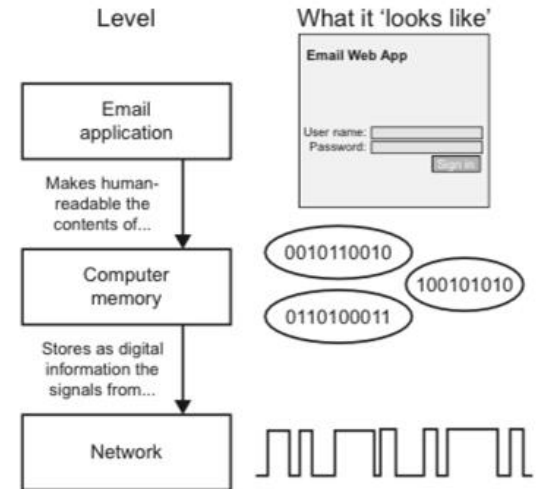 Level
What it ‘looks like’
Email
application
Email Web App
User name:
Password:
Sign in
Makes human-
readable the
contents of...
Computer
memory
0010110010
100101010
0110100011
Stores as digital
information the
signals from...
Network